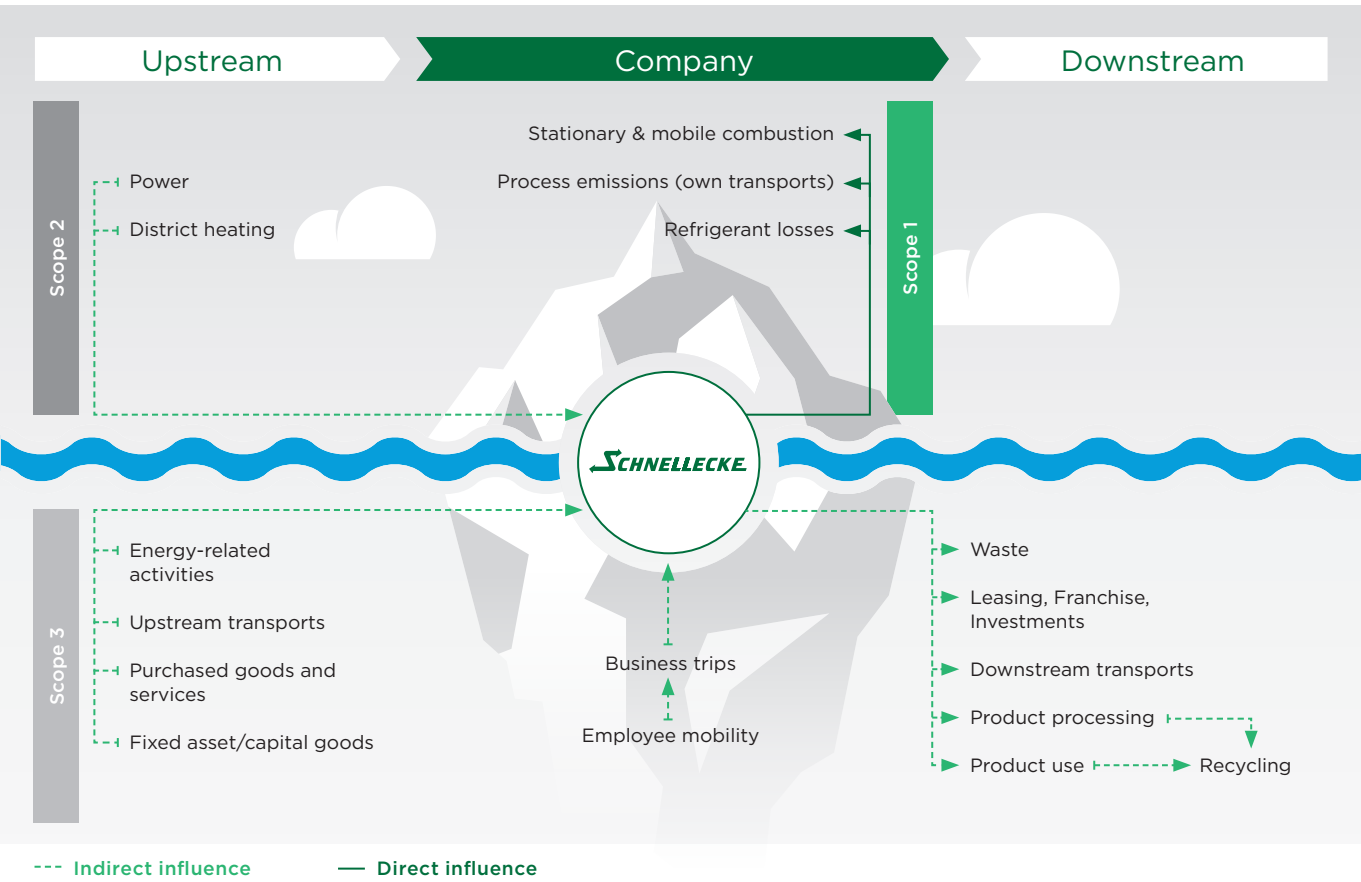 Upstream
Company
Downstream
Scope 2
Power
District heating
Stationary & mobile combustion
Process emissions (own transports)
Refrigerant losses
Scope 1
SCHNELLECKE
Scope 3
Energy-related
activities
Upstream transports
Purchased goods and
services
Fixed asset/capital goods
Business trips
Employee mobility
Waste
Leasing, Franchise,
Investments
Downstream transports
Product processing
Product use
Recycling
Indirect influence
Direct influence